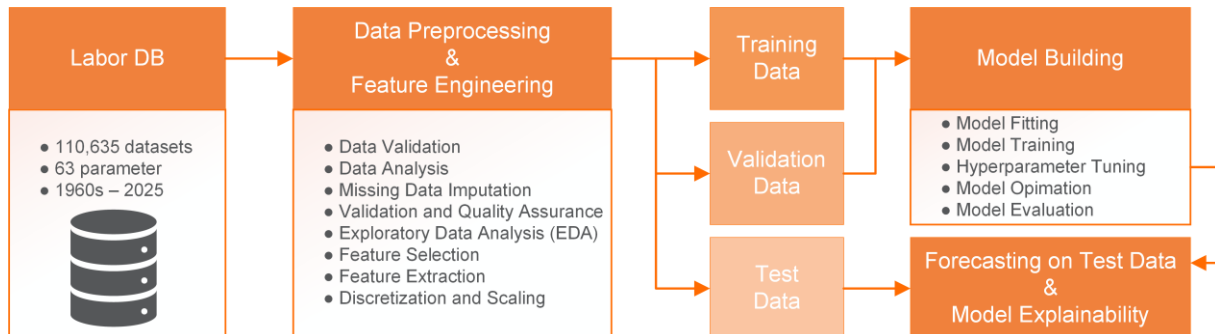 Labor DB
● 110,635 datasets
● 63 parameter
● 1960s – 2025
Data Preprocessing
&
Feature Engineering
● Data Validation
● Data Analysis
● Missing Data Imputation
● Validation and Quality Assurance
● Exploratory Data Analysis (EDA)
● Feature Selection
● Feature Extraction
● Discretization and Scaling
Training
Data
Validation
Data
Test
Data
Model Building
● Model Fitting
● Model Training
● Hyperparameter Tuning
● Model Opimation
● Model Evaluation
Forecasting on Test Data
&
Model Explainability